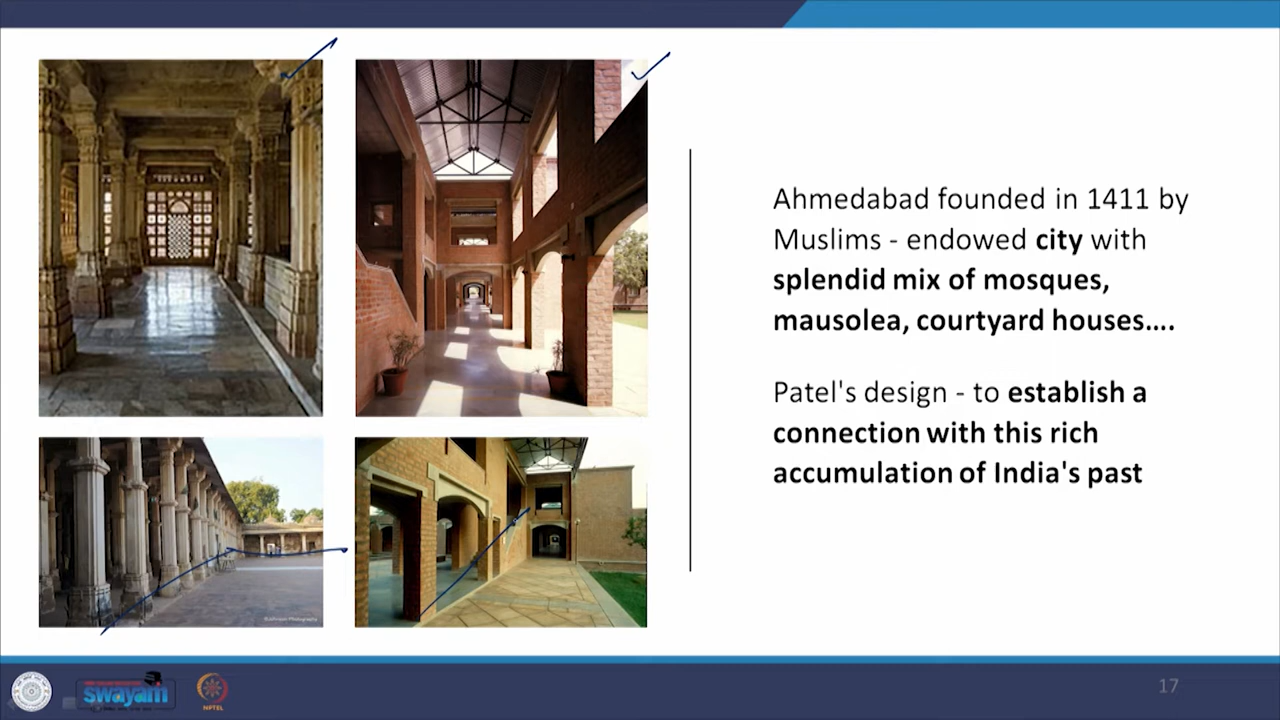 Ahmedabad founded in 1411 by
Muslims - endowed city with
splendid mix of mosques,
mausolea, courtyard houses....
Patel's design - to establish a
connection with this rich
accumulation of India's past
swayam
NPTEL
17